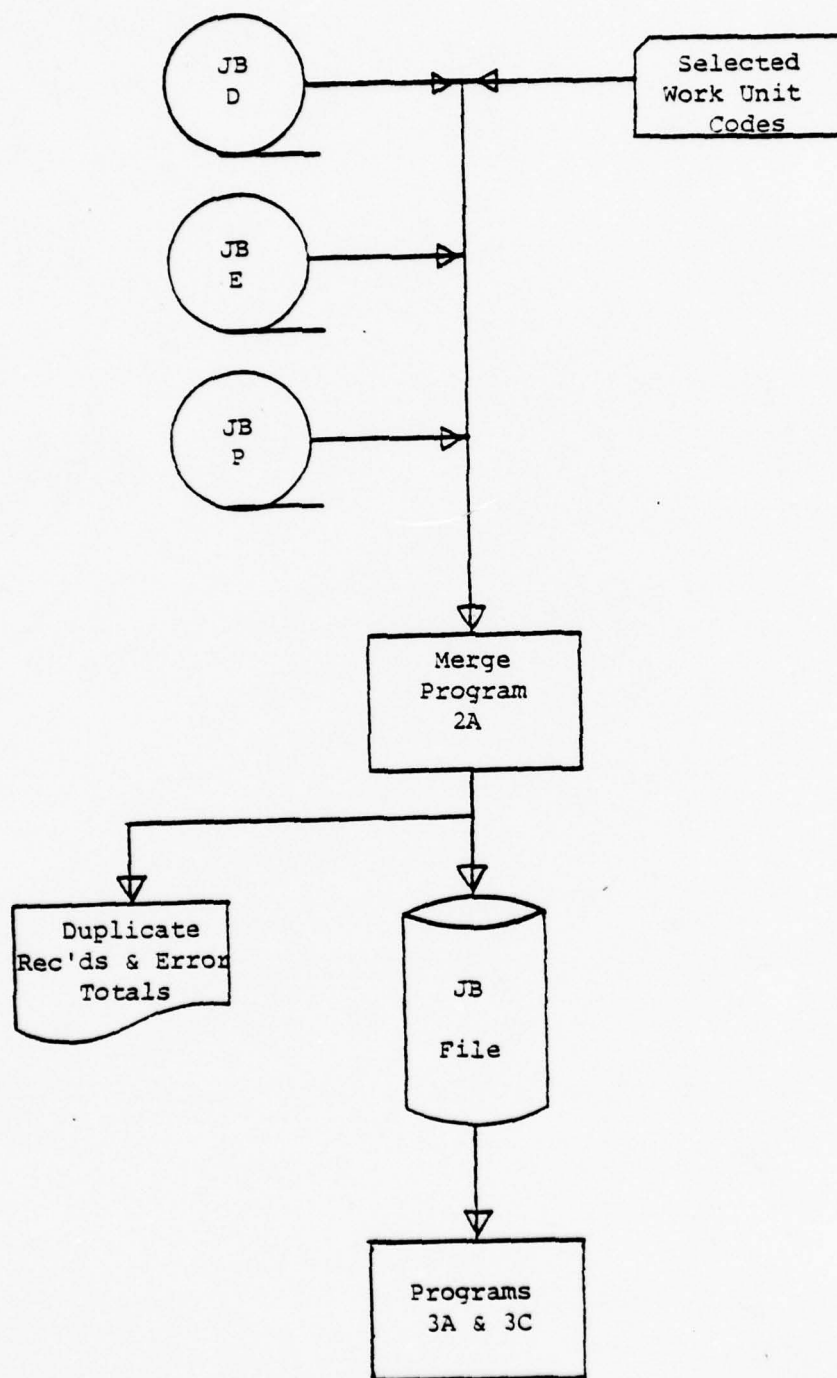 JB
D
Selected
Work Unit
Codes
JB
E
JB
P
Merge
Program
2A
Duplicate
Rec'ds & Error
Totals
JB
File
Programs
3A & 3C